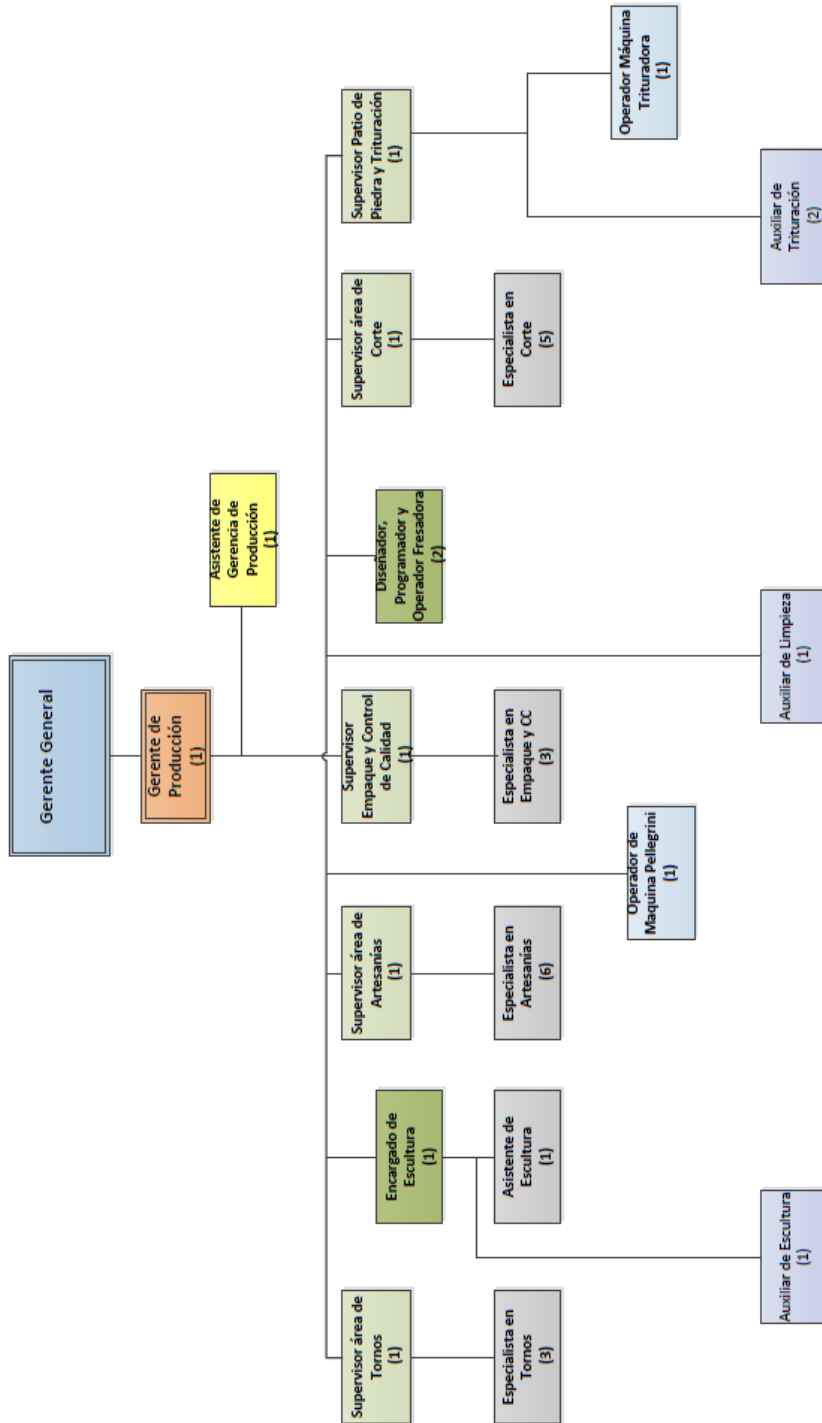 Gerente General
Gerente de
Producción
(1)
Asistente de
Gerencia de
Producción
(1)
Supervisor área de
Tornos
(1)
Encargado de
Escultura
(1)
Supervisor área de
Artesanías
(1)
Supervisor
Empaque y Control
de Calidad
(1)
Disenador,
Programador y
Operador Fresadora
(2)
Supervisor área de
Corte
(1)
Supervisor Patio de
Piedra y Trituración
(1)
Especialista en
Tornos
(3)
Asistente de
Escultura
(1)
Especialista en
Artesanías
(6)
Especialista en
Empaque y CC
(3)
Especialista en
Corte
(5)
Operador de
Maquina Pellegrini
(1)
Operador Máquina
Trituradora
(1)
Auxiliar de Escultura
(1)
Auxiliar de Limpieza
(1)
Auxiliar de
Trituración
(2)